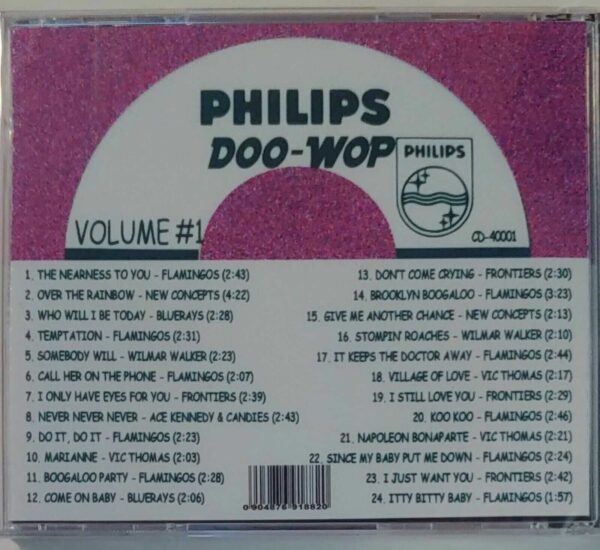 PHILIPS
DOO-WOP
PHILIPS
VOLUME #1
CD-40001
1. THE NEARNESS TO YOU - FLAMINGOS (2:43)
2. OVER THE RAINBOW - NEW CONCEPTS (4:22)
3. WHO WILL I BE TODAY - BLUERAYS (2:28)
4. TEMPTATION - FLAMINGOS (2:31)
5. SOMEBODY WILL - WILMAR WALKER (2:23)
6. CALL HER ON THE PHONE - FLAMINGOS (2:07)
7. I ONLY HAVE EYES FOR YOU - FRONTIERS (2:39)
8. NEVER NEVER NEVER - ACE KENNEDY & CANDIES (2:43)
9. DO IT, DO IT - FLAMINGOS (2:23)
10. MARIANNE - VIC THOMAS (2:03)
11. BOOGALOO PARTY - FLAMINGOS (2:28)
12. COME ON BABY - BLUERAYS (2:06)
13. DON'T COME CRYING - FRONTIERS (2:30)
14. BROOKLYN BOOGALOO - FLAMINGOS (3:23)
15. GIVE ME ANOTHER CHANCE - NEW CONCEPTS (2:13)
16. STOMPIN' ROACHES - WILMAR WALKER (2:10)
17. IT KEEPS THE DOCTOR AWAY - FLAMINGOS (2:44)
18. VILLAGE OF LOVE - VIC THOMAS (2:17)
19. I STILL LOVE YOU - FRONTIERS (2:29)
20. KOO KOO - FLAMINGOS (2:46)
21. NAPOLEON BONAPARTE - VIC THOMAS (2:21)
22. SINCE MY BABY PUT ME DOWN - FLAMINGOS (2:24)
23. I JUST WANT YOU - FRONTIERS (2:42)
24. ITTY BITTY BABY - FLAMINGOS (1:57)
0 904876 918820